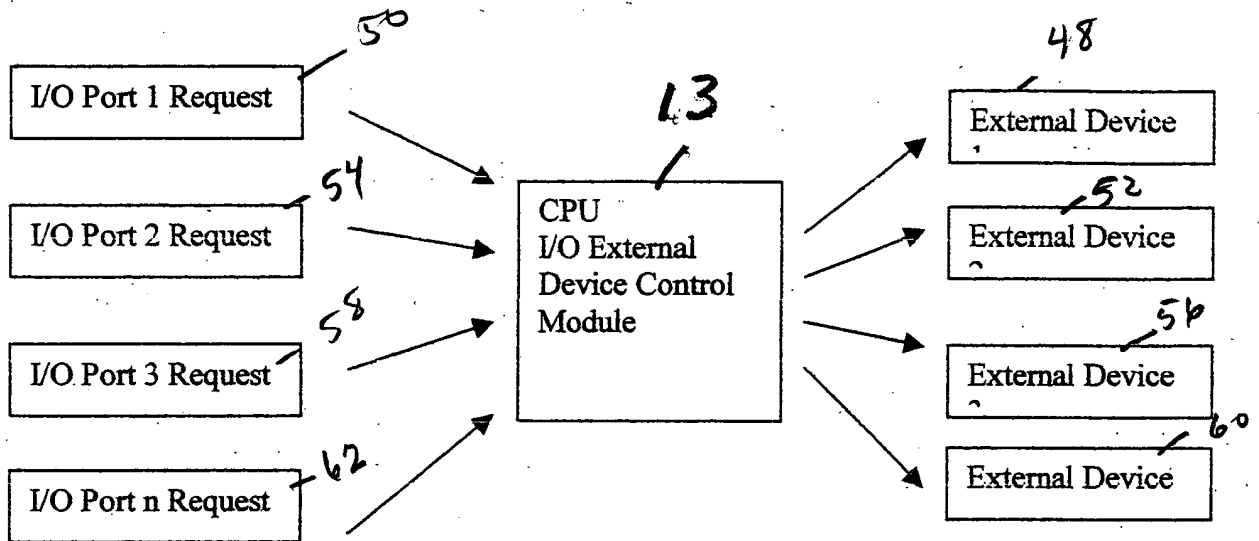 50
I/O Port 1 Request
54
I/O Port 2 Request
58
I/O Port 3 Request
62
I/O Port n Request
13
CPU
I/O External
Device Control
Module
48
External Device
52
External Device
56
External Device
60
External Device